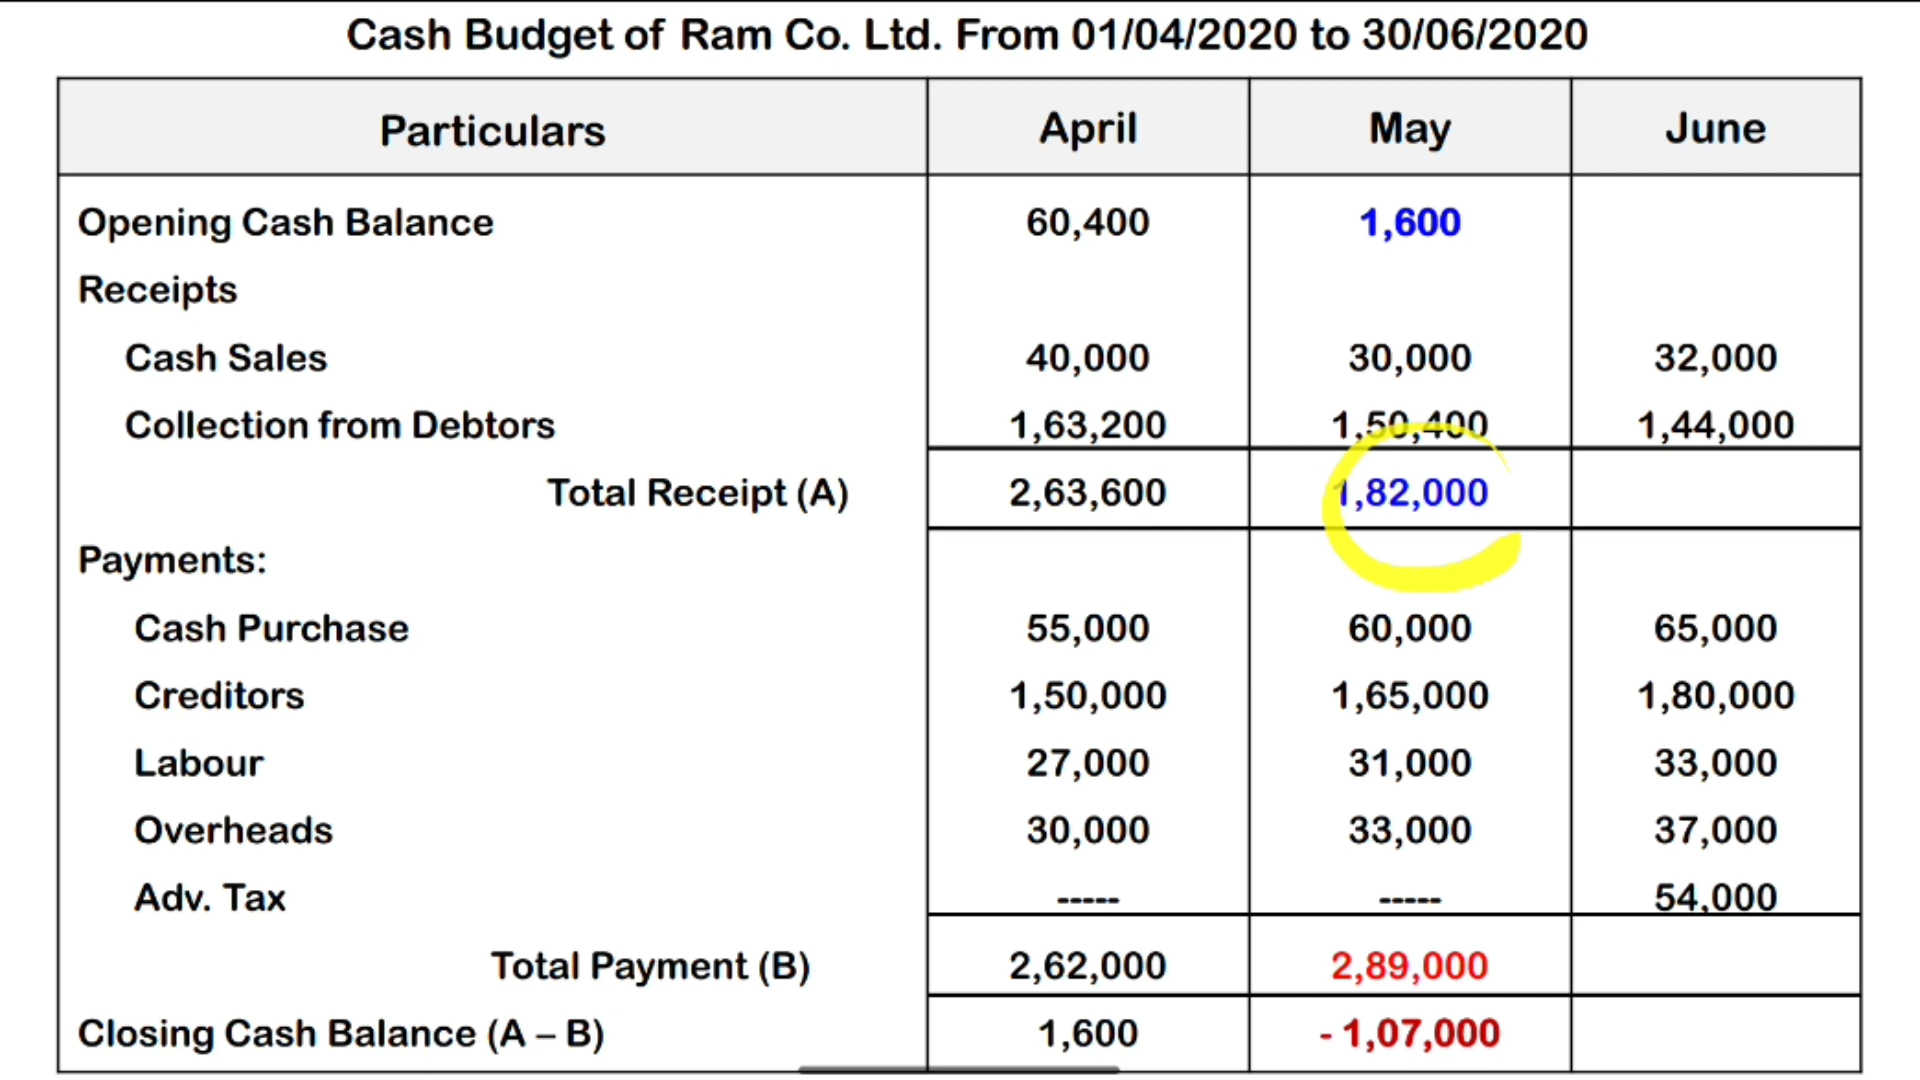 Cash Budget of Ram Co. Ltd. From 01/04/2020 to 30/06/2020
Particulars April May June
Opening Cash Balance 60,400 1,600
Receipts
Cash Sales 40,000 30,000 32,000
Collection from Debtors 1,63,200 1,50,400 1,44,000
Total Receipt (A) 2,63,600 1,82,000
Payments:
Cash Purchase 55,000 60,000 65,000
Creditors 1,50,000 1,65,000 1,80,000
Labour 27,000 31,000 33,000
Overheads 30,000 33,000 37,000
Adv. Tax ----- ----- 54,000
Total Payment (B) 2,62,000 2,89,000
Closing Cash Balance (A – B) 1,600 - 1,07,000